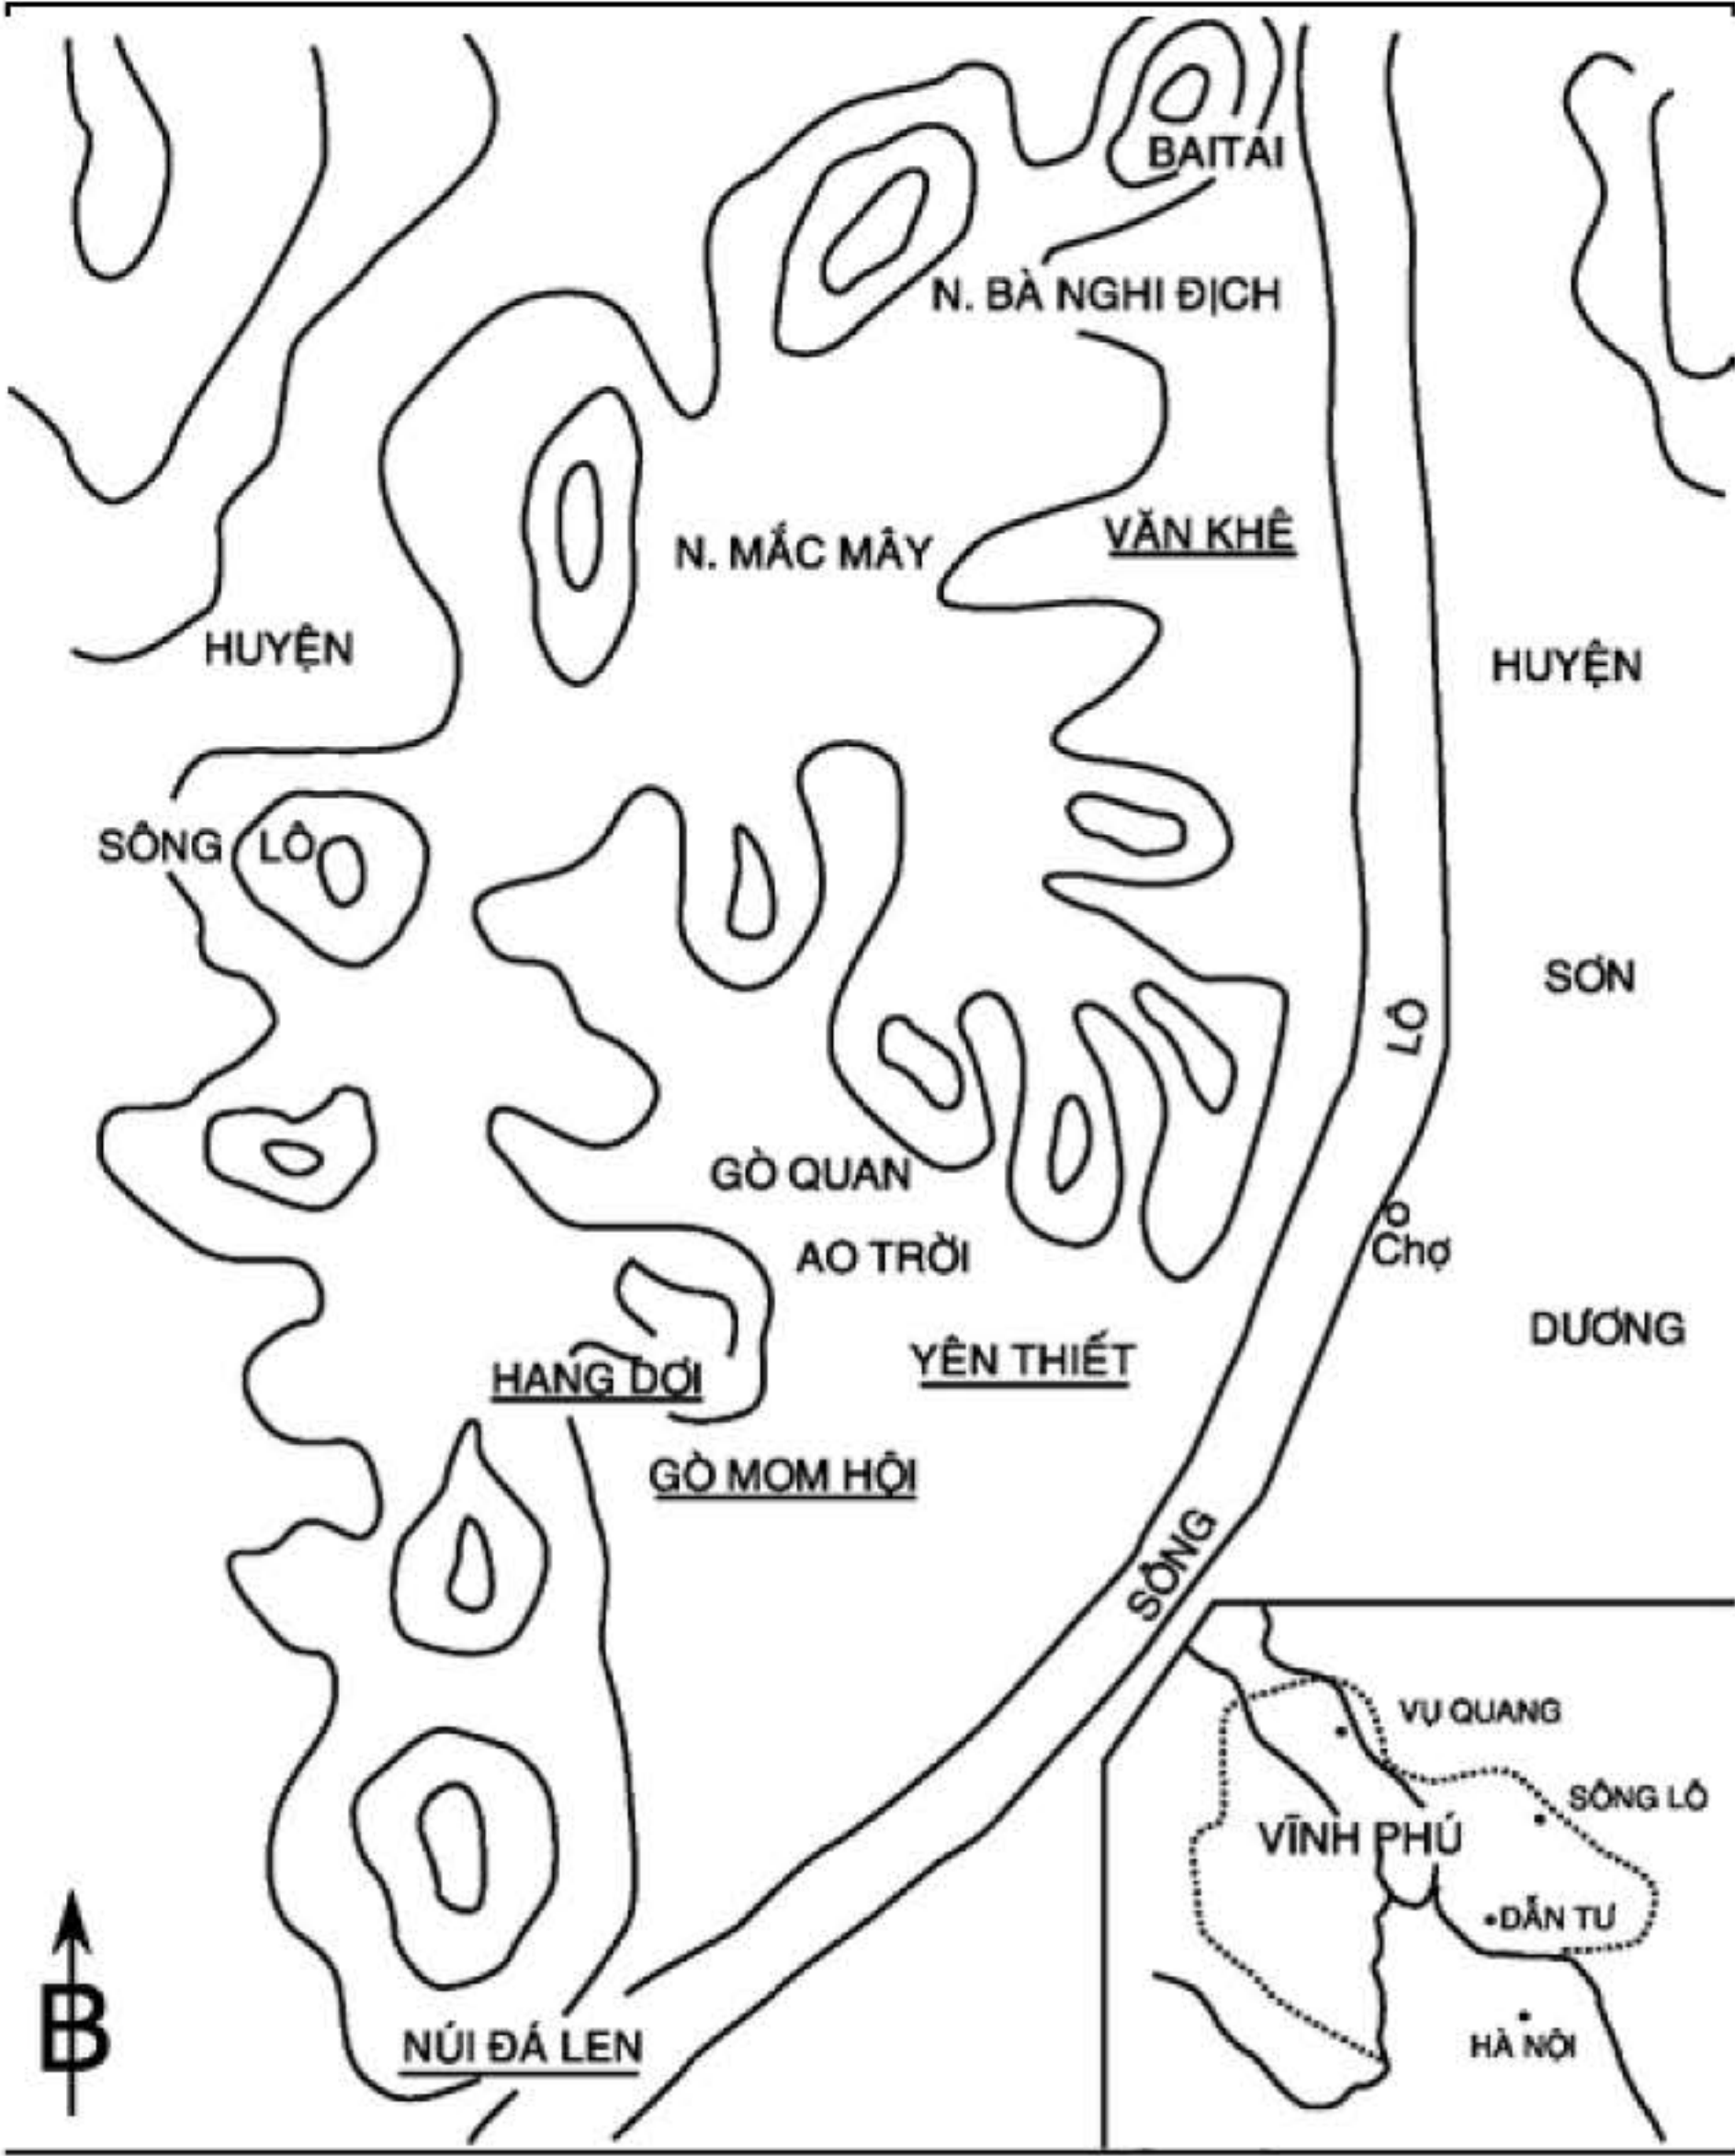 BAITAI
N. BÀ NGHI ĐỊCH
VĂN KHÊ
N. MẮC MÂY
HUYỆN
HUYỆN
SÔNG LÔ
SƠN
LÔ
GÒ QUAN
AO TRỜI
Chợ
DƯƠNG
YÊN THIẾT
HANG DƠI
GÒ MOM HỘI
SÔNG
VỤ QUANG
SÔNG LÔ
VĨNH PHÚ
DẪN TƯ
HÀ NỘI
B
NÚI ĐÁ LEN